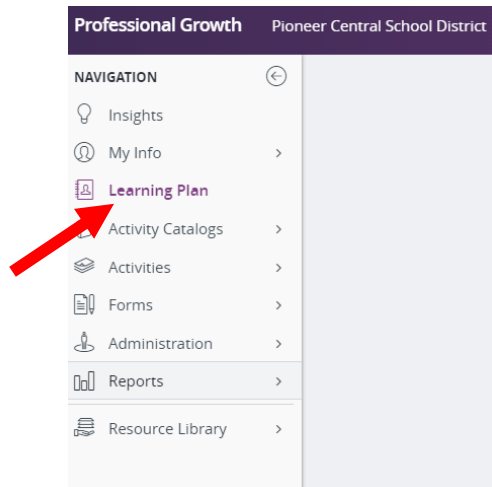 Professional Growth Pioneer Central School District
NAVIGATION
Insights
My Info
Learning Plan
Activity Catalogs
Activities
Forms
Administration
Reports
Resource Library